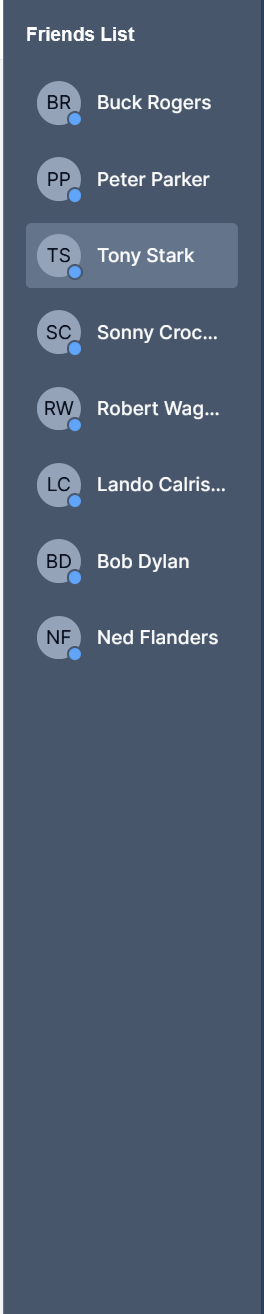 Friends List
BR Buck Rogers
PP Peter Parker
TS Tony Stark
SC Sonny Croc...
RW Robert Wag...
LC Lando Calris...
BD Bob Dylan
NF Ned Flanders